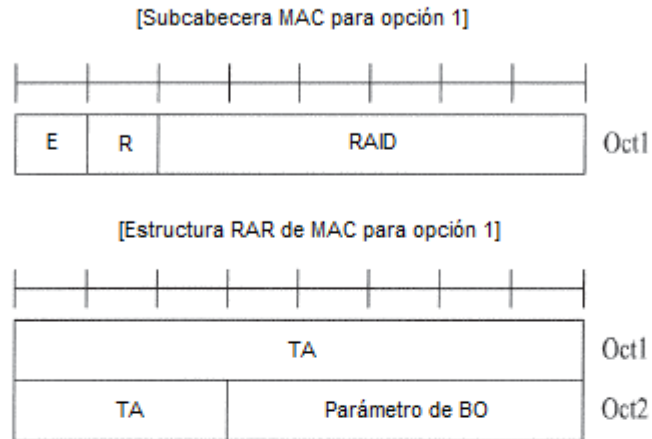 [Subcabecera MAC para opción 1]
E R RAID Oct1
[Estructura RAR de MAC para opción 1]
TA Oct1
TA Parámetro de BO Oct2